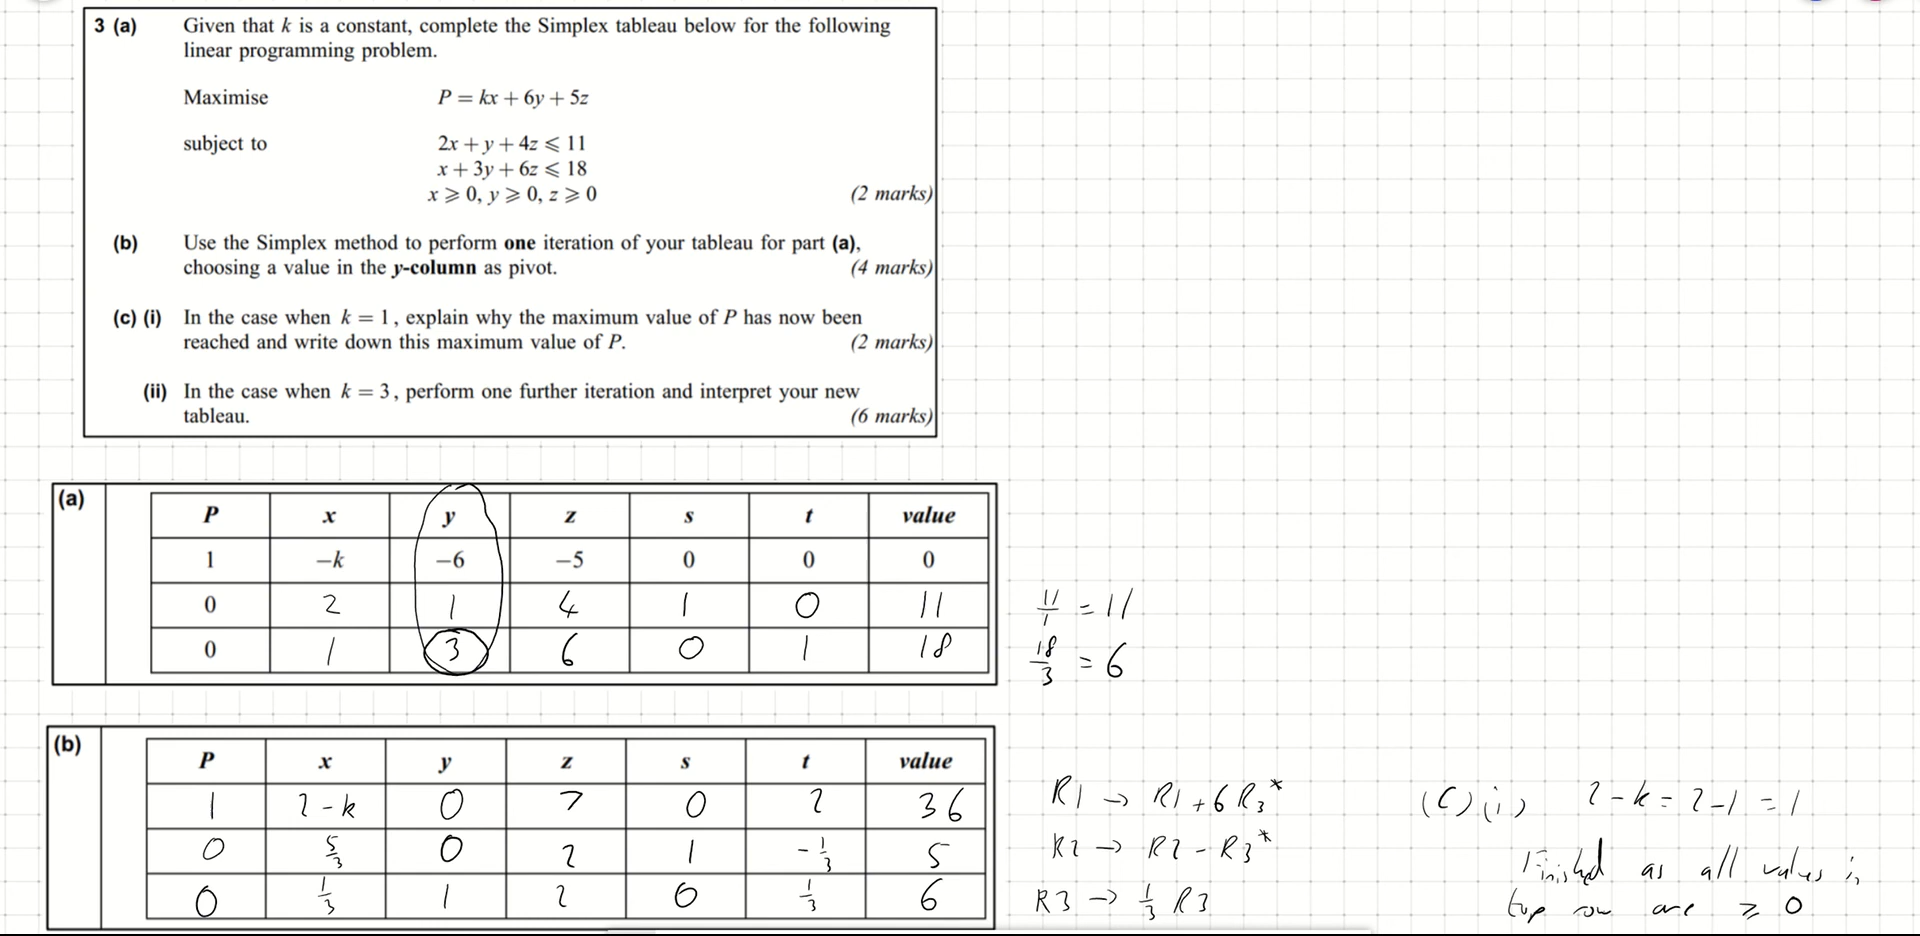 3 (a) Given that k is a constant, complete the Simplex tableau below for the following
linear programming problem.
Maximise P = kx + 6y + 5z
subject to 2x + y + 4z ⩽ 11
x + 3y + 6z ⩽ 18
x ⩾ 0, y ⩾ 0, z ⩾ 0 (2 marks)
(b) Use the Simplex method to perform one iteration of your tableau for part (a),
choosing a value in the y-column as pivot. (4 marks)
(c) (i) In the case when k = 1, explain why the maximum value of P has now been
reached and write down this maximum value of P. (2 marks)
(ii) In the case when k = 3, perform one further iteration and interpret your new
tableau. (6 marks)
(a)
P x y z s t value
1 −k −6 −5 0 0 0
0 2 1 4 1 0 11
0 1 3 6 0 1 18
11/1 = 11
18/3 = 6
(b)
P x y z s t value
1 2-k 0 7 0 2 36
0 5/3 0 2 1 -1/3 5
0 1/3 1 2 0 1/3 6
R1 → R1 + 6R3*
R2 → R2 - R3*
R3 → 1/3 R3
(C)(i) 2-k = 2-1 = 1
Finished as all values in
top row are ⩾ 0